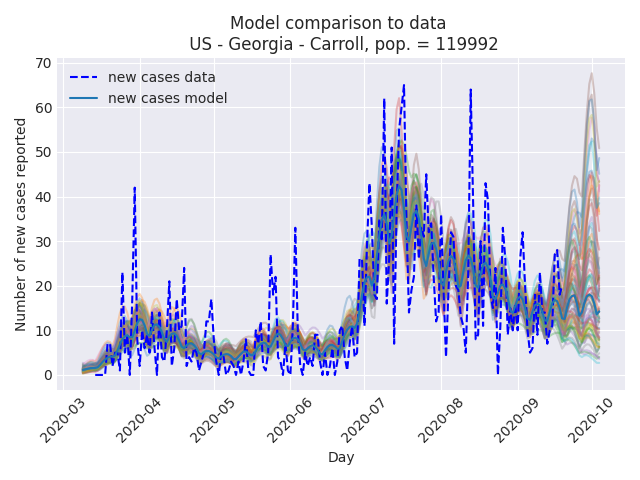 Model comparison to data
US - Georgia - Carroll, pop. = 119992
new cases data
new cases model
Number of new cases reported
70
60
50
40
30
20
10
0
2020-03
2020-04
2020-05
2020-06
2020-07
2020-08
2020-09
2020-10
Day